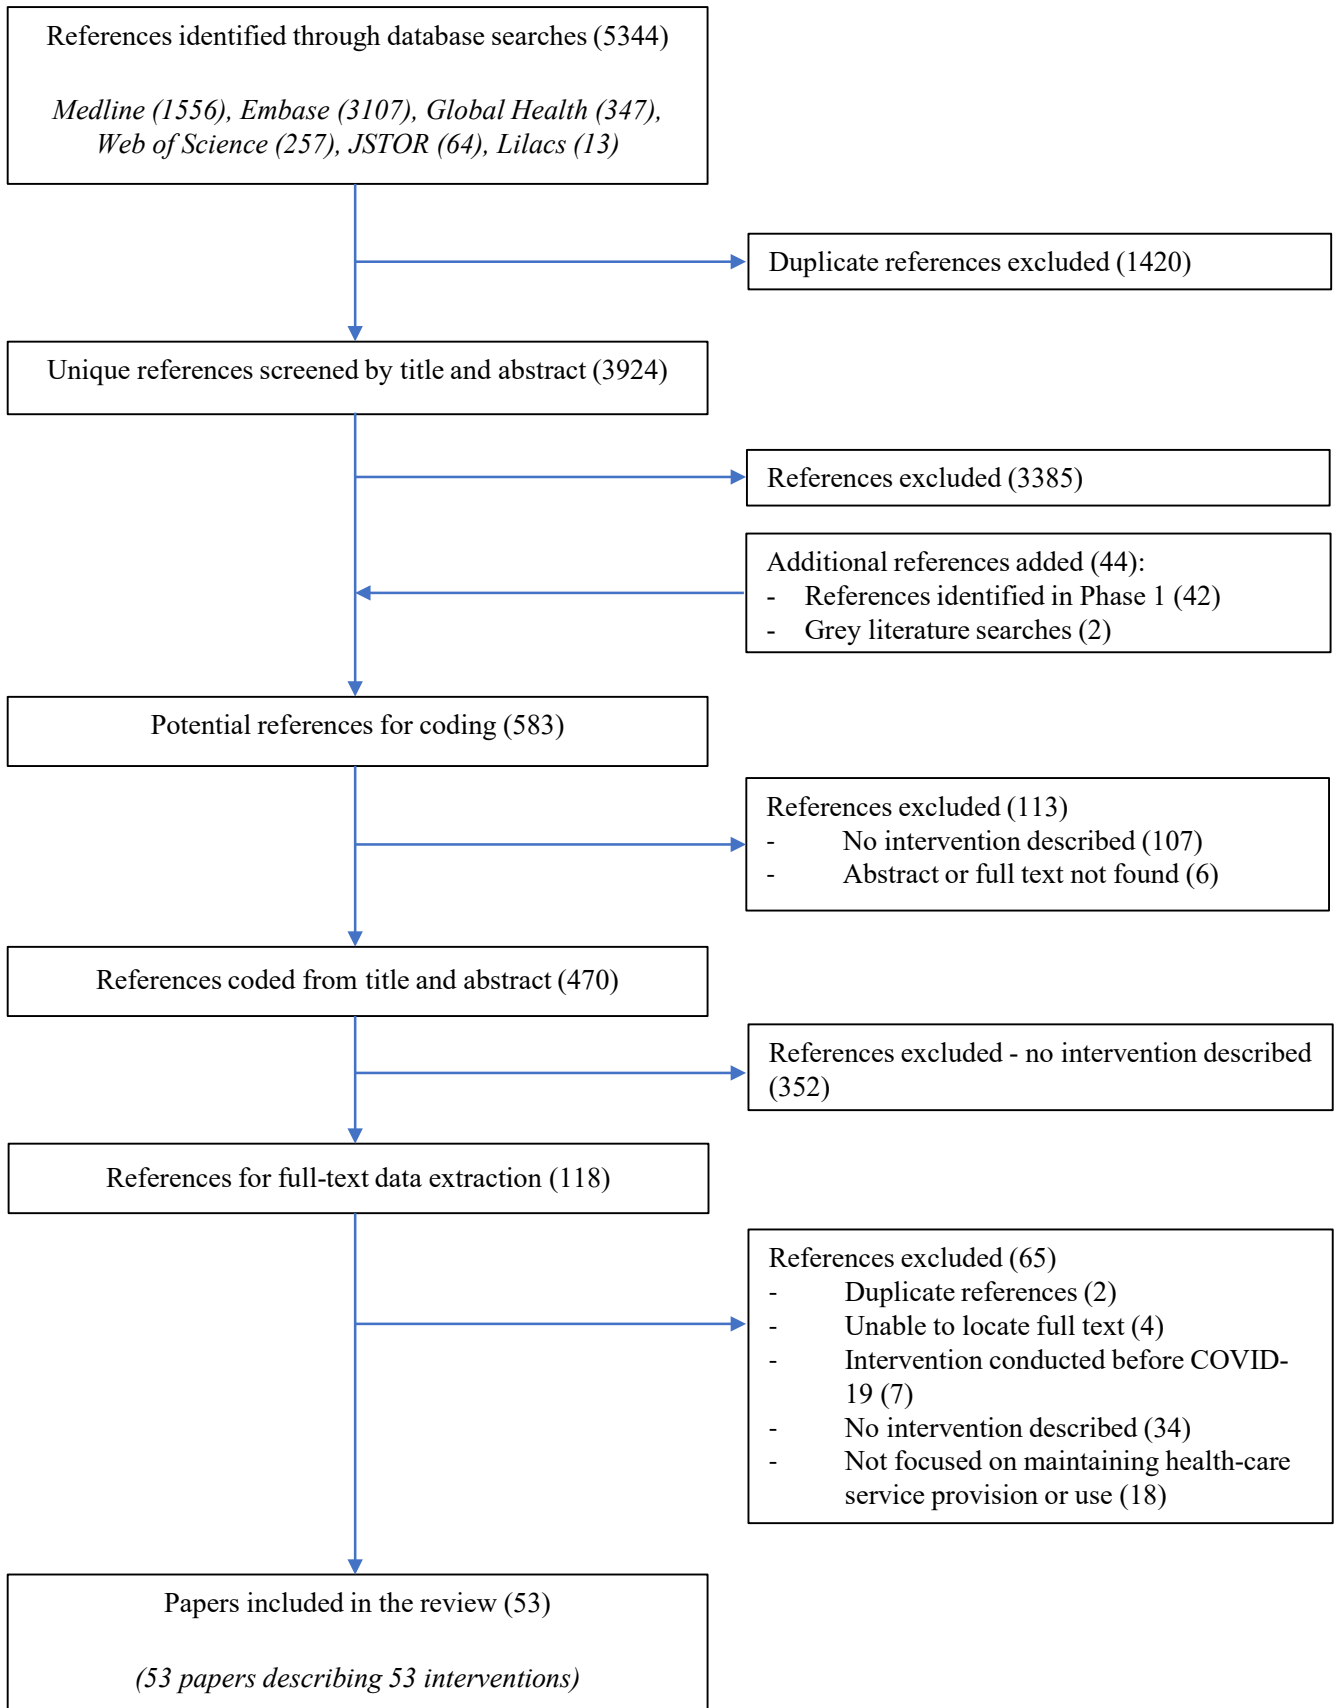 References identified through database searches (5344)
Medline (1556), Embase (3107), Global Health (347),
Web of Science (257), JSTOR (64), Lilacs (13)
Duplicate references excluded (1420)
Unique references screened by title and abstract (3924)
References excluded (3385)
Additional references added (44):
- References identified in Phase 1 (42)
- Grey literature searches (2)
Potential references for coding (583)
References excluded (113)
- No intervention described (107)
- Abstract or full text not found (6)
References coded from title and abstract (470)
References excluded - no intervention described
(352)
References for full-text data extraction (118)
References excluded (65)
- Duplicate references (2)
- Unable to locate full text (4)
- Intervention conducted before COVID-
19 (7)
- No intervention described (34)
- Not focused on maintaining health-care
service provision or use (18)
Papers included in the review (53)
(53 papers describing 53 interventions)